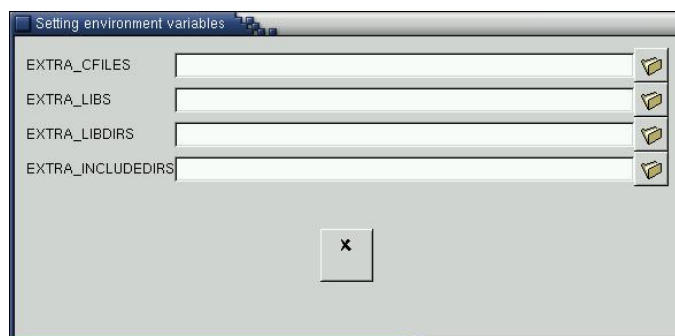 Setting environment variables
EXTRA_CFILES
EXTRA_LIBS
EXTRA_LIBDIRS
EXTRA_INCLUDEDIRS
x